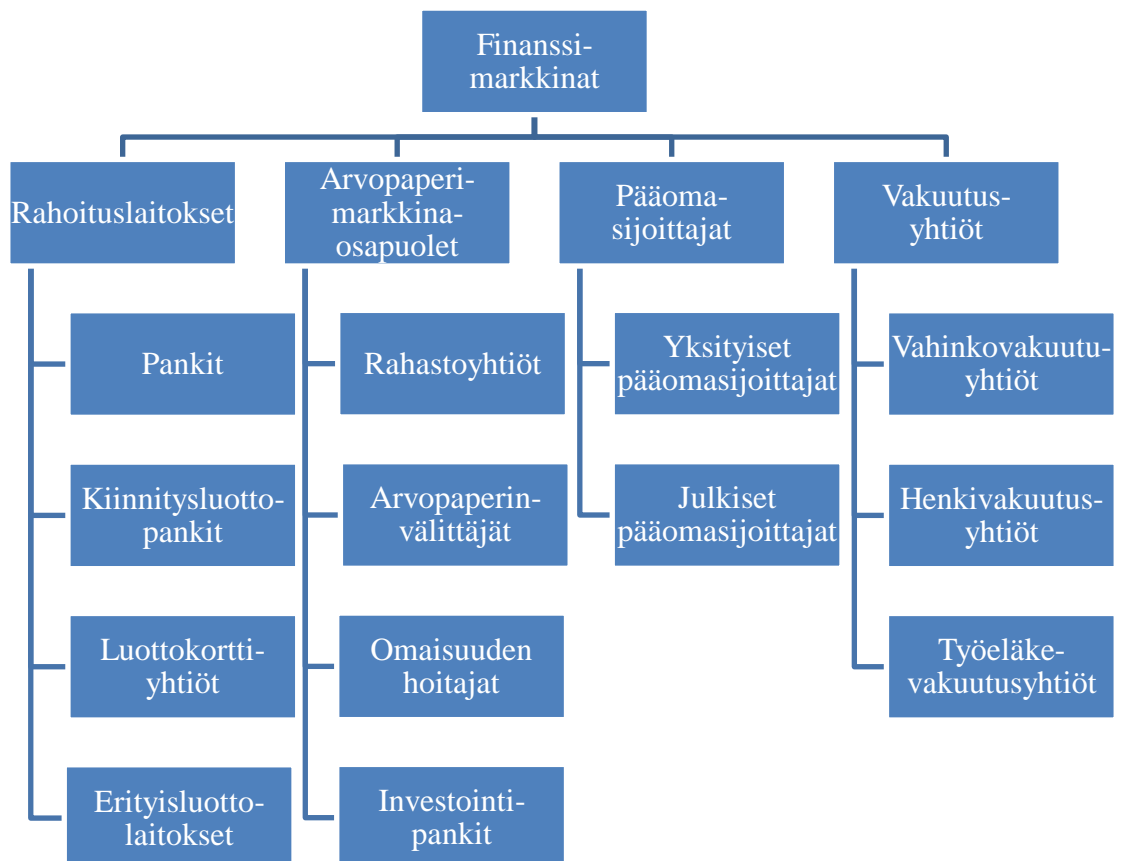 Finanssi-
markkinat
Rahoituslaitokset
Arvopaperi-
markkina-
osapuolet
Pääoma-
sijoittajat
Vakuutus-
yhtiöt
Pankit
Rahastoyhtiöt
Yksityiset
pääomasijoittajat
Vahinkovakuutu-
yhtiöt
Kiinnitysluotto-
pankit
Arvopaperin-
välittäjät
Julkiset
pääomasijoittajat
Henkivakuutus-
yhtiöt
Luottokortti-
yhtiöt
Omaisuuden
hoitajat
Työeläke-
vakuutusyhtiöt
Erityisluotto-
laitokset
Investointi-
pankit